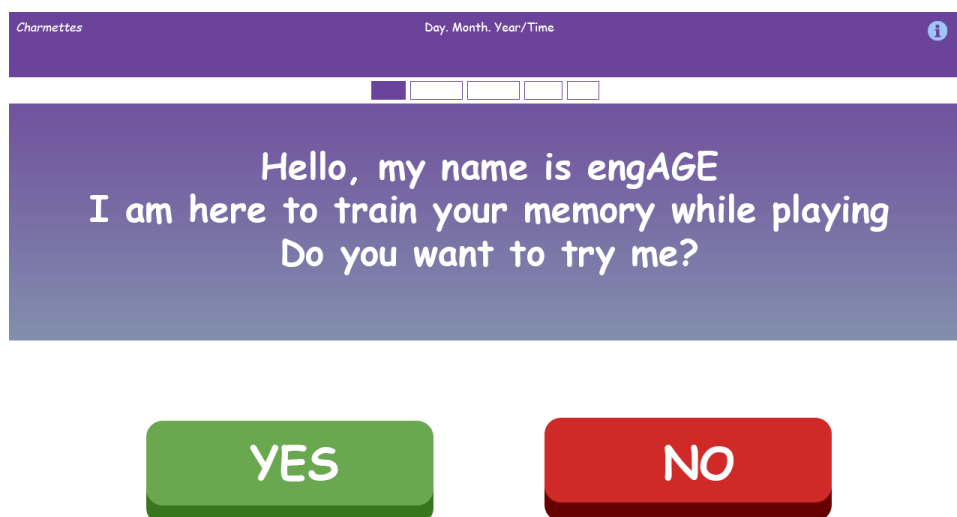 Charmettes
Day. Month. Year/Time
i
Hello, my name is engAGE
I am here to train your memory while playing
Do you want to try me?
YES
NO